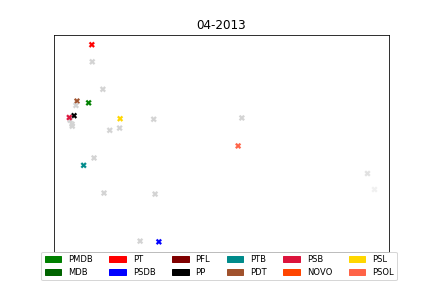 04-2013
PMDB PT PFL PTB PSB PSL
MDB PSDB PP PDT NOVO PSOL